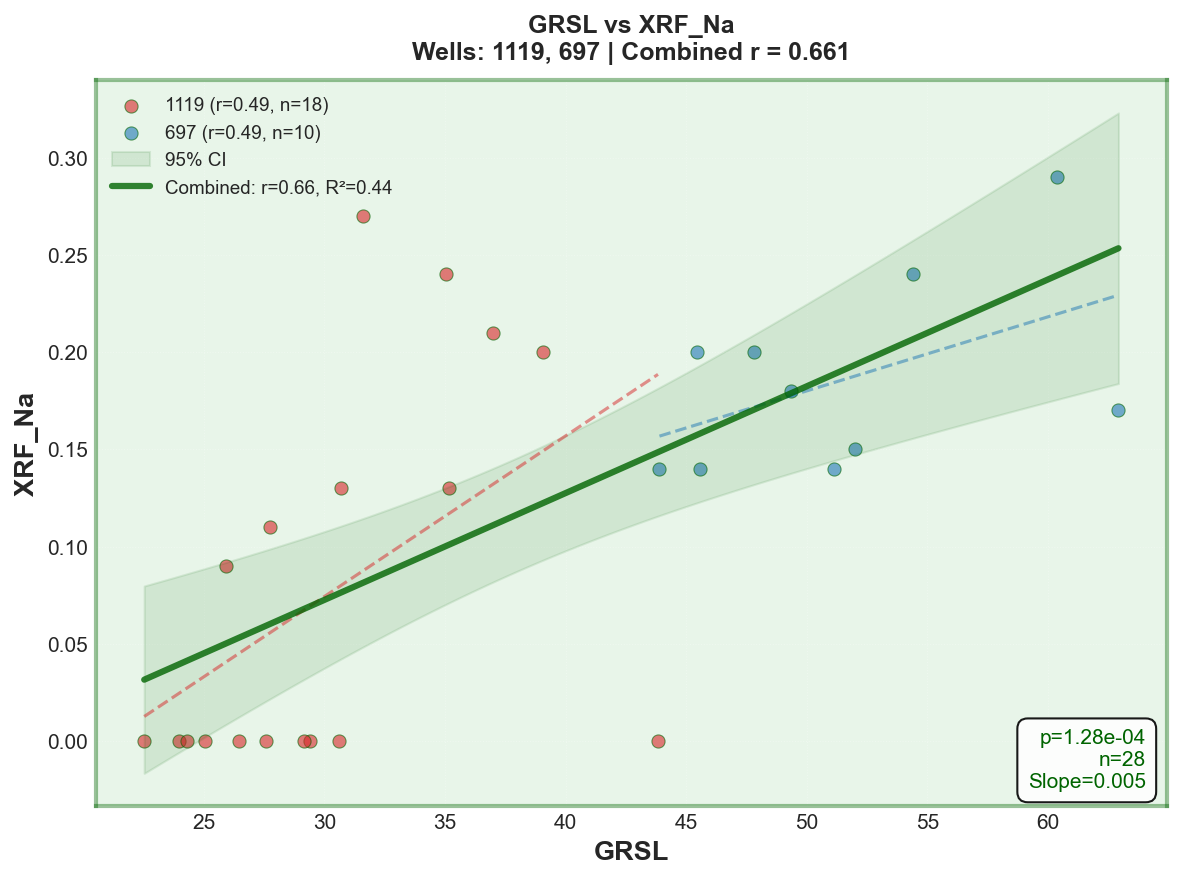 GRSL vs XRF_Na
Wells: 1119, 697 | Combined r = 0.661
1119 (r=0.49, n=18)
697 (r=0.49, n=10)
95% CI
Combined: r=0.66, R²=0.44
XRF_Na
0.30
0.25
0.20
0.15
0.10
0.05
0.00
p=1.28e-04
n=28
Slope=0.005
25 30 35 40 45 50 55 60
GRSL